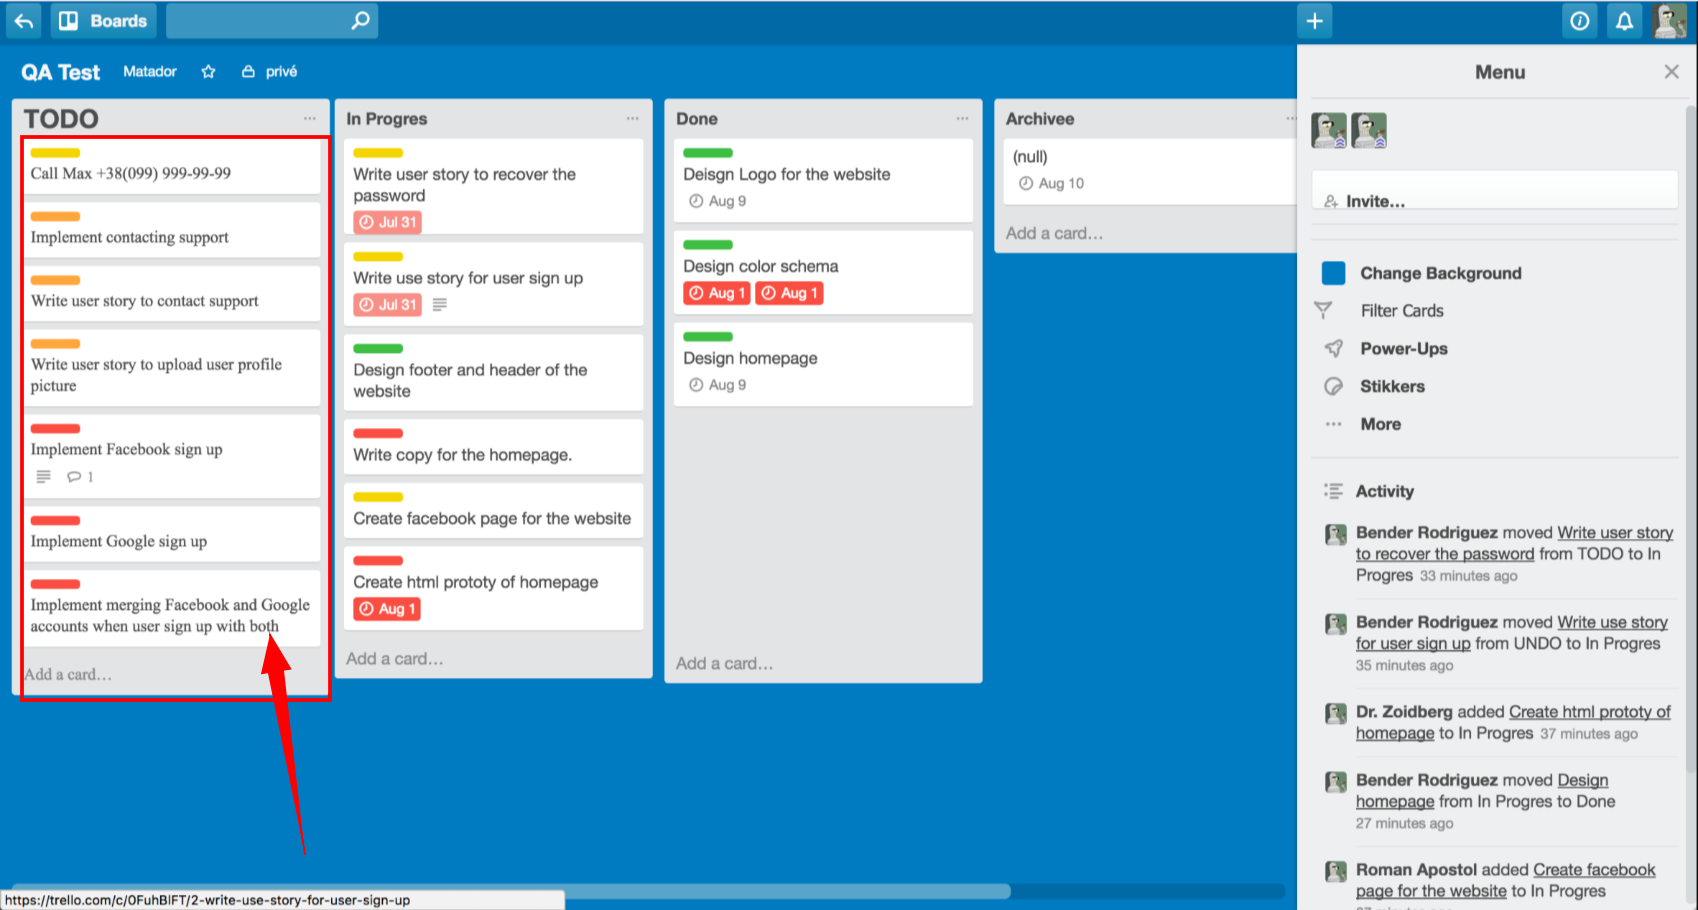 Boards
QA Test Matador privé
TODO
Call Max +38(099) 999-99-99
Implement contacting support
Write user story to contact support
Write user story to upload user profile
picture
Implement Facebook sign up
1
Implement Google sign up
Implement merging Facebook and Google
accounts when user sign up with both
Add a card…
In Progres
Write user story to recover the
password
Jul 31
Write use story for user sign up
Jul 31
Design footer and header of the
website
Write copy for the homepage.
Create facebook page for the website
Create html prototy of homepage
Aug 1
Add a card…
Done
Deisgn Logo for the website
Aug 9
Design color schema
Aug 1 Aug 1
Design homepage
Aug 9
Add a card…
Archivee
(null)
Aug 10
Add a card…
Menu
Invite…
Change Background
Filter Cards
Power-Ups
Stikkers
More
Activity
Bender Rodriguez moved Write user story
to recover the password from TODO to In
Progres 33 minutes ago
Bender Rodriguez moved Write use story
for user sign up from UNDO to In Progres
35 minutes ago
Dr. Zoidberg added Create html prototy of
homepage to In Progres 37 minutes ago
Bender Rodriguez moved Design
homepage from In Progres to Done
27 minutes ago
Roman Apostol added Create facebook
page for the website to In Progres
https://trello.com/c/0FuhBlFT/2-write-use-story-for-user-sign-up